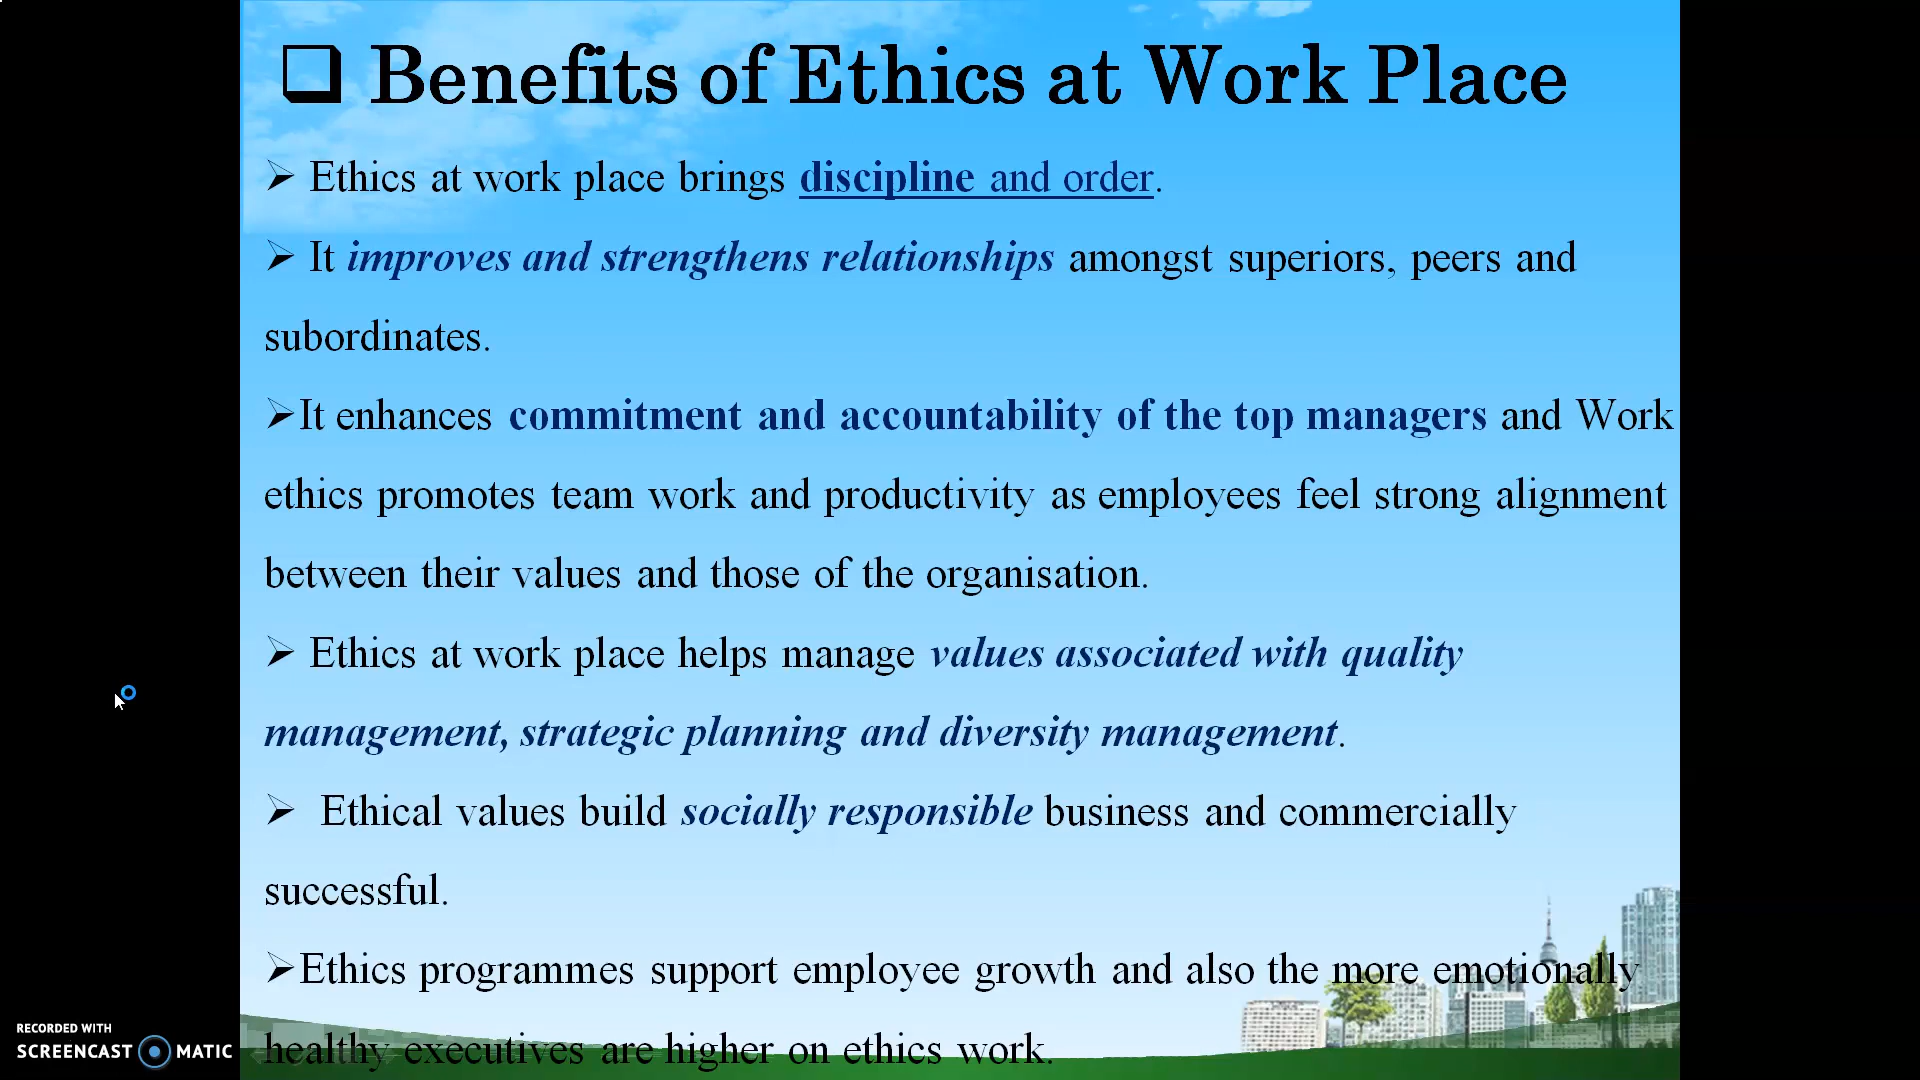 ❑ Benefits of Ethics at Work Place
➢ Ethics at work place brings discipline and order.
➢ It improves and strengthens relationships amongst superiors, peers and
subordinates.
➢It enhances commitment and accountability of the top managers and Work
ethics promotes team work and productivity as employees feel strong alignment
between their values and those of the organisation.
➢ Ethics at work place helps manage values associated with quality
management, strategic planning and diversity management.
➢ Ethical values build socially responsible business and commercially
successful.
➢Ethics programmes support employee growth and also the more emotionally
healthy executives are higher on ethics work.
RECORDED WITH
SCREENCAST MATIC